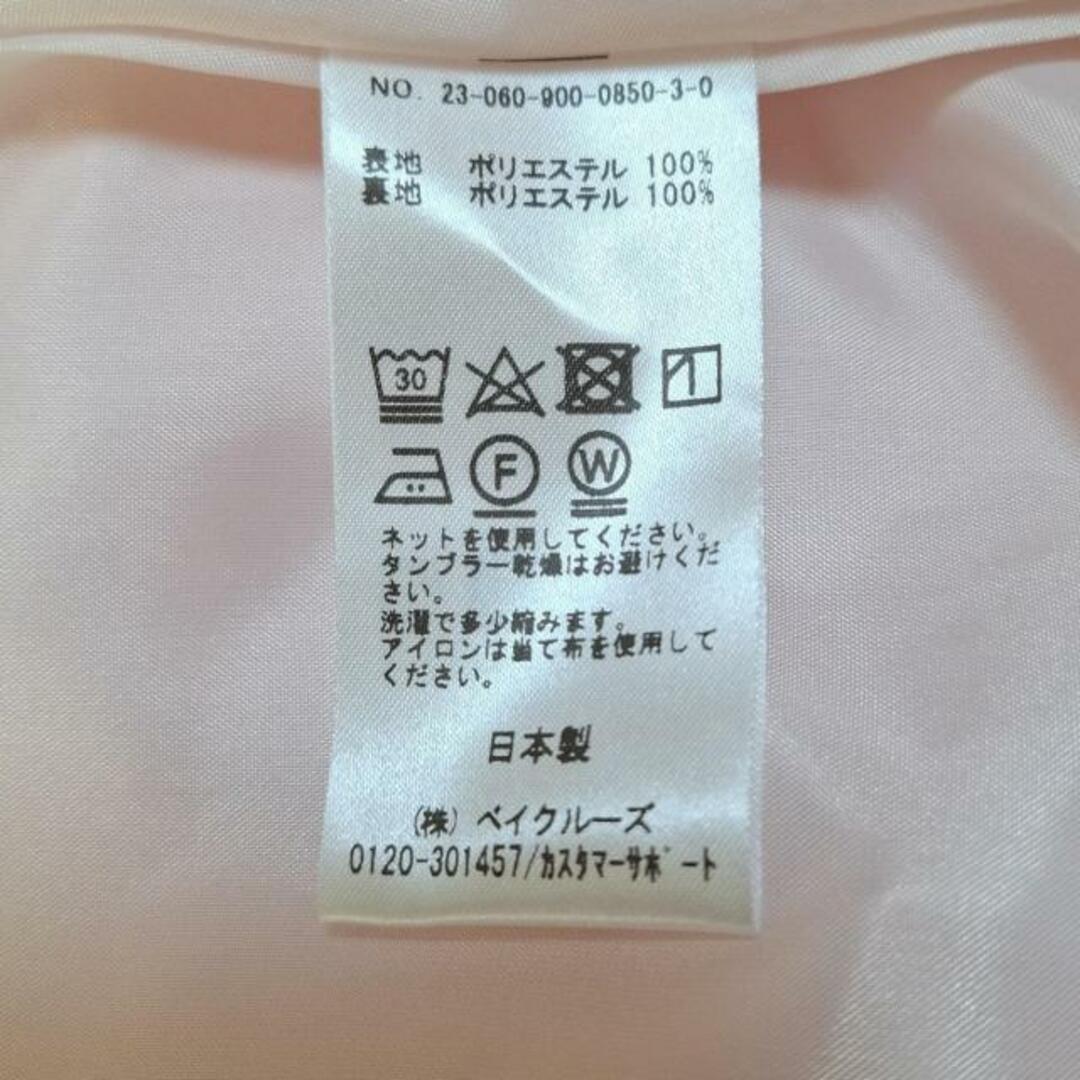 NO. 23-060-900-0850-3-0
表地 ポリエステル 100%
裏地 ポリエステル 100%
30
F W
ネットを使用してください。
タンブラー乾燥はお避けくだ
さい。
洗濯で多少縮みます。
アイロンは当て布を使用して
ください。
日本製
(株) ベイクルーズ
0120-301457/カスタマーサポート